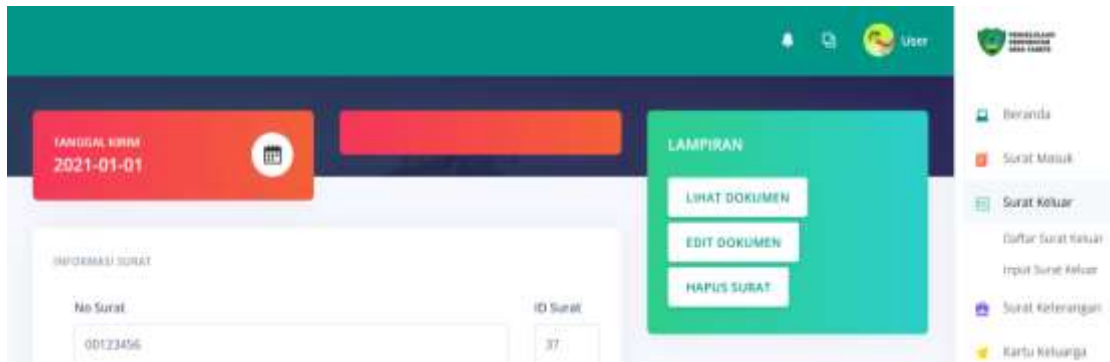 User
TANGGAL KIRIM
2021-01-01
LAMPIRAN
LIHAT DOKUMEN
EDIT DOKUMEN
HAPUS SURAT
INFORMASI SURAT
No Surat
ID Surat
00123456
37
Beranda
Surat Masuk
Surat Keluar
Daftar Surat Keluar
Input Surat Keluar
Surat Keterangan
Kartu Keluarga